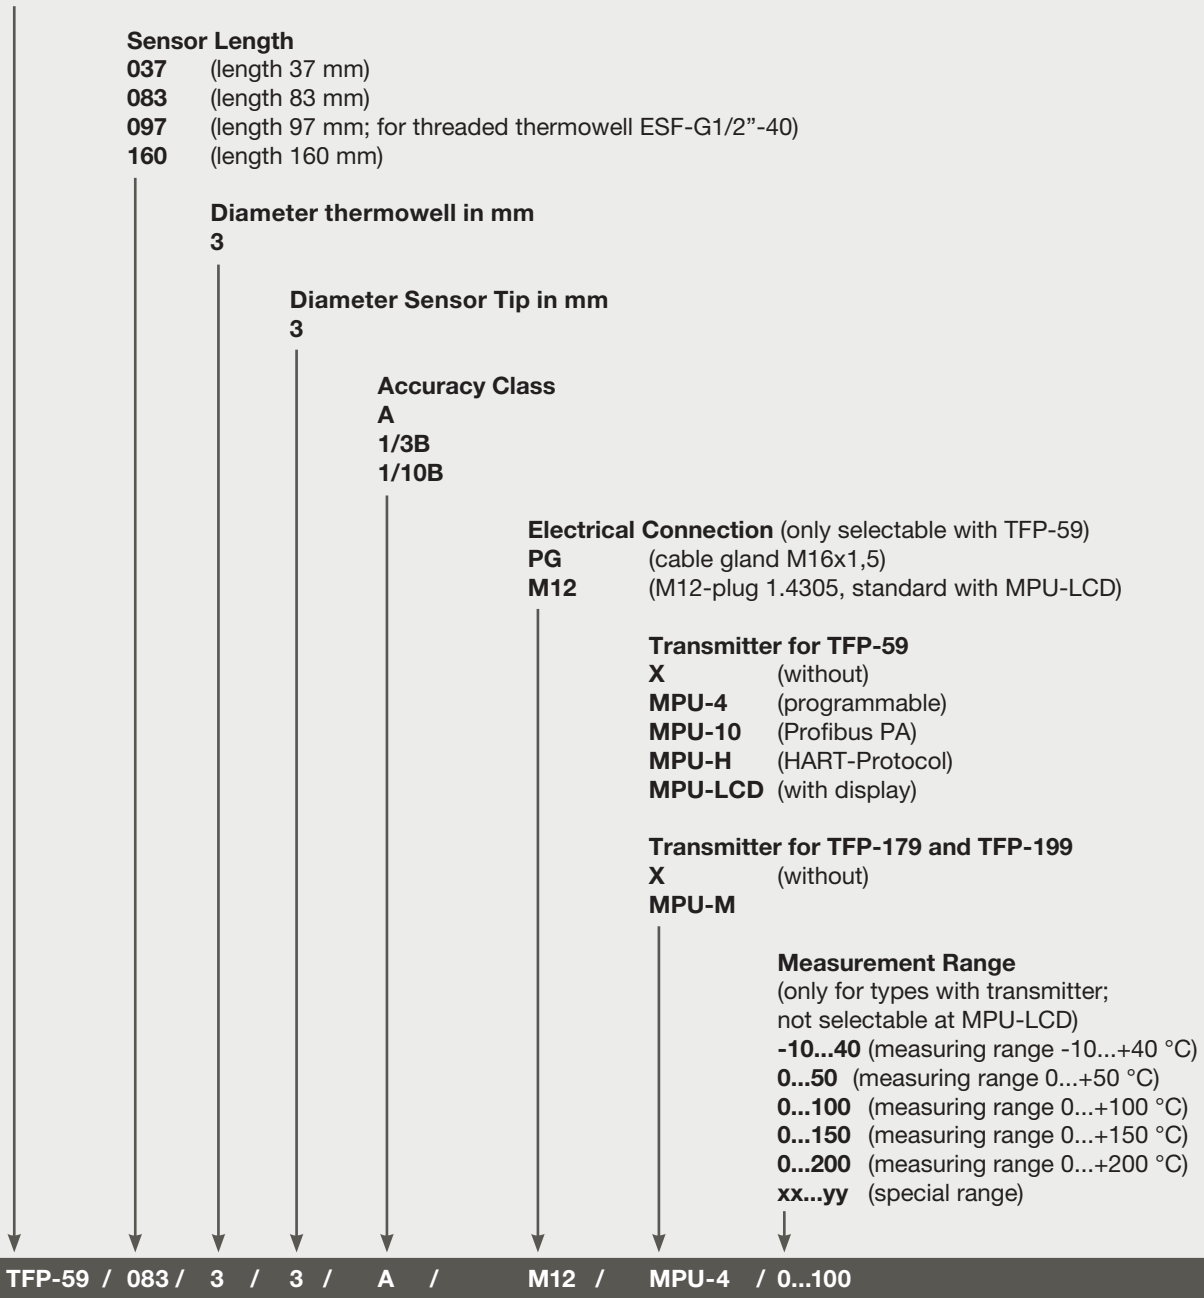 Sensor Length
037 (length 37 mm)
083 (length 83 mm)
097 (length 97 mm; for threaded thermowell ESF-G1/2”-40)
160 (length 160 mm)
Diameter thermowell in mm
3
Diameter Sensor Tip in mm
3
Accuracy Class
A
1/3B
1/10B
Electrical Connection (only selectable with TFP-59)
PG (cable gland M16x1,5)
M12 (M12-plug 1.4305, standard with MPU-LCD)
Transmitter for TFP-59
X (without)
MPU-4 (programmable)
MPU-10 (Profibus PA)
MPU-H (HART-Protocol)
MPU-LCD (with display)
Transmitter for TFP-179 and TFP-199
X (without)
MPU-M
Measurement Range
(only for types with transmitter;
not selectable at MPU-LCD)
-10...40 (measuring range -10...+40 °C)
0...50 (measuring range 0...+50 °C)
0...100 (measuring range 0...+100 °C)
0...150 (measuring range 0...+150 °C)
0...200 (measuring range 0...+200 °C)
xx...yy (special range)
TFP-59 / 083 / 3 / 3 / A / M12 / MPU-4 / 0...100